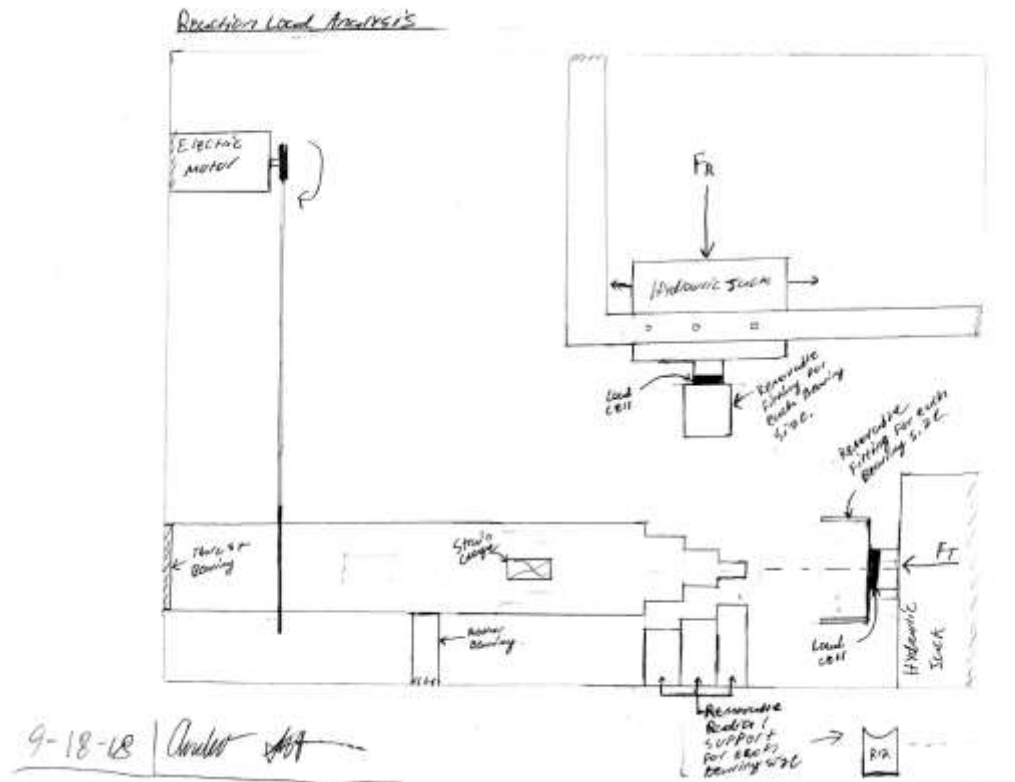 Reaction Load Analysis
Electric
Motor
FR
Hydraulic Jack
Load
cell
Removable
Fitting for
each Bearing
size.
Removable
Fitting for each
Bearing size
Thrust
Bearing
Strain
Gauge
FT
Hydraulic
Jack
Load
cell
Bearing
Removable
Radial
support
for each
Bearing size
9-18-18